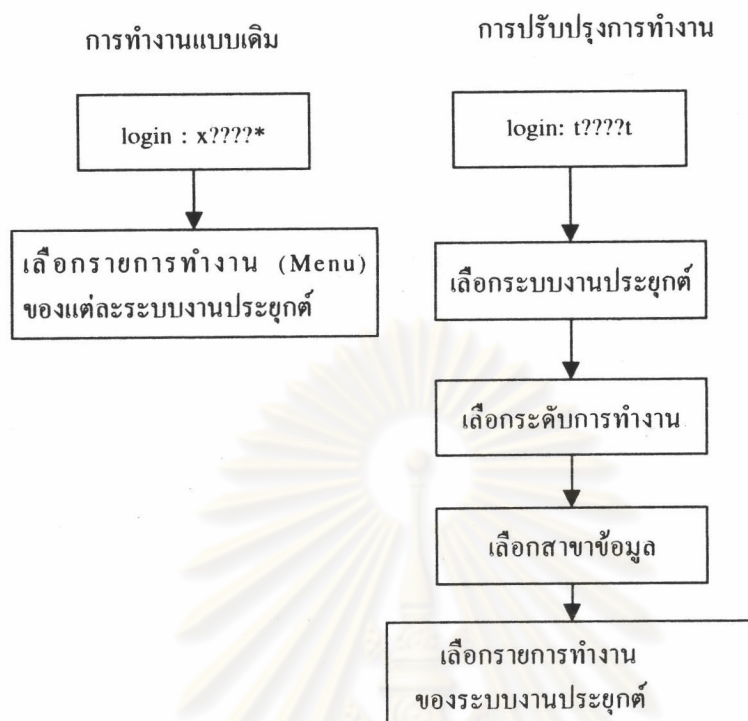 การทำงานแบบเดิม
login : x????*
เลือกรายการทำงาน (Menu)
ของแต่ละระบบงานประยุกต์
การปรับปรุงการทำงาน
login: t????t
เลือกระบบงานประยุกต์
เลือกระดับการทำงาน
เลือกสาขาข้อมูล
เลือกรายการทำงาน
ของระบบงานประยุกต์